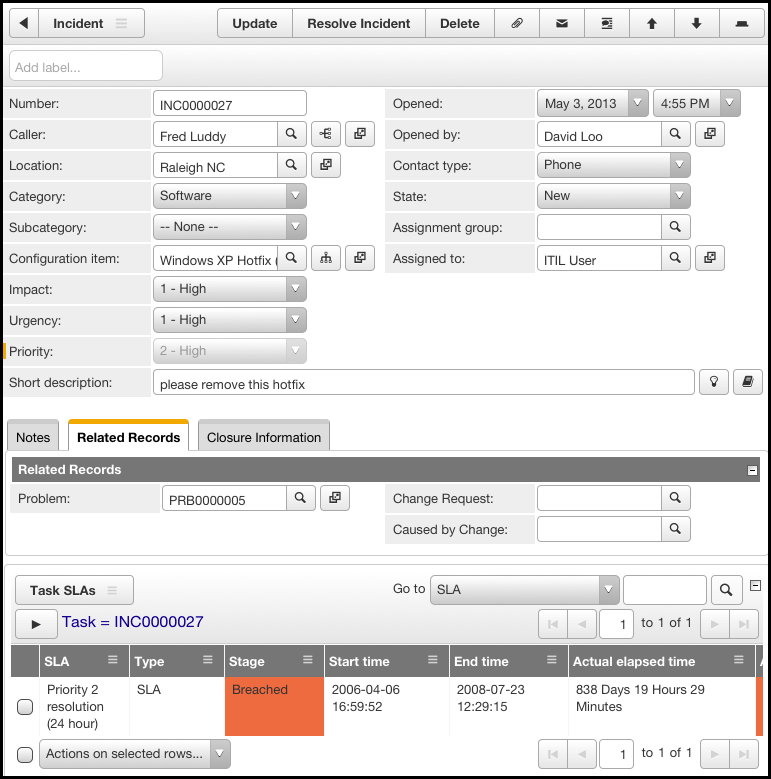 Incident Update Resolve Incident Delete
Add label...
Number: INC0000027 Opened: May 3, 2013 4:55 PM
Caller: Fred Luddy Opened by: David Loo
Location: Raleigh NC Contact type: Phone
Category: Software State: New
Subcategory: -- None -- Assignment group:
Configuration item: Windows XP Hotfix ( Assigned to: ITIL User
Impact: 1 - High
Urgency: 1 - High
Priority: 2 - High
Short description: please remove this hotfix
Notes Related Records Closure Information
Related Records
Problem: PRB0000005 Change Request:
Caused by Change:
Task SLAs Go to SLA
Task = INC0000027 1 to 1 of 1
SLA Type Stage Start time End time Actual elapsed time
Priority 2 SLA Breached 2006-04-06 2008-07-23 838 Days 19 Hours 29
resolution 16:59:52 12:29:15 Minutes
(24 hour)
Actions on selected rows... 1 to 1 of 1